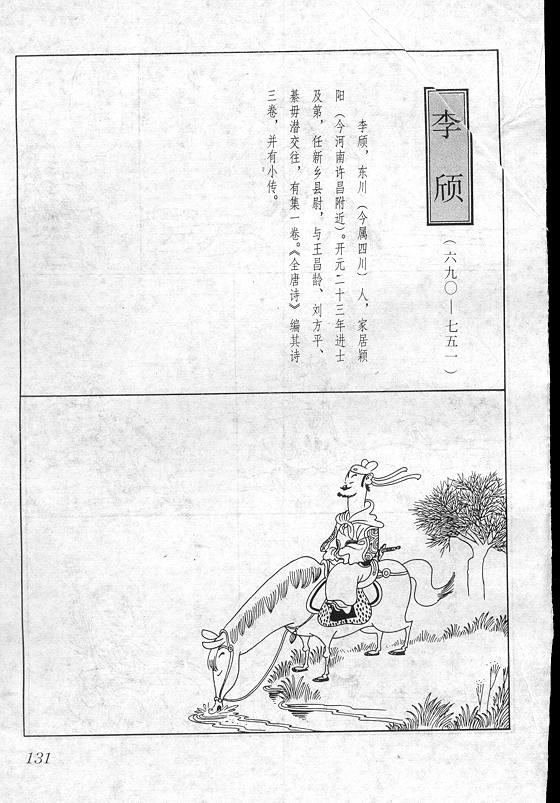 李颀
（六九〇—七五一）
李颀，东川（今属四川）人，家居颖
阳（今河南许昌附近）。开元二十三年进士
及第，任新乡县尉，与王昌龄、刘方平、
綦毋潜交往，有集一卷。《全唐诗》编其诗
三卷，并有小传。
131